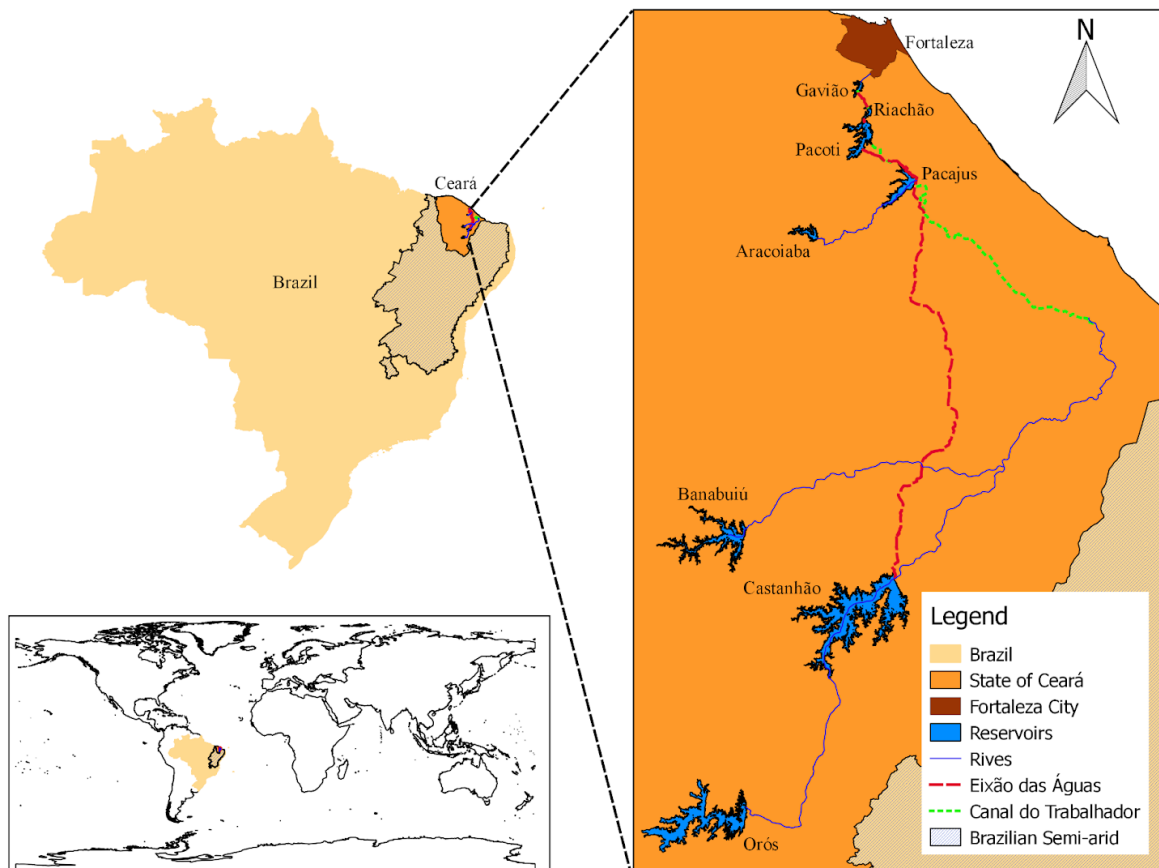 Ceará
Brazil
N
Fortaleza
Gavião
Riachão
Pacoti
Pacajus
Aracoiaba
Banabuiú
Castanhão
Orós
Legend
Brazil
State of Ceará
Fortaleza City
Reservoirs
Rives
Eixão das Águas
Canal do Trabalhador
Brazilian Semi-arid